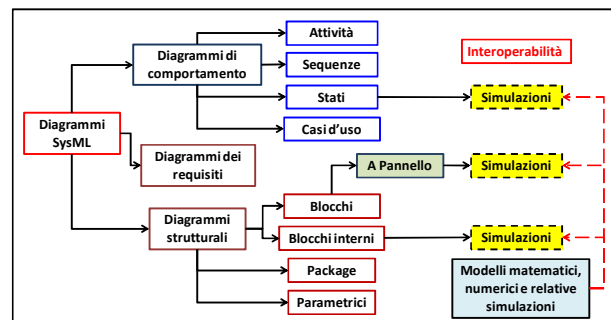 Attività
Diagrammi di
comportamento
Sequenze
Interoperabilità
Stati
Simulazioni
Diagrammi
SysML
Casi d'uso
Diagrammi dei
requisiti
A Pannello
Simulazioni
Blocchi
Diagrammi
strutturali
Blocchi interni
Simulazioni
Package
Modelli matematici,
numerici e relative
simulazioni
Parametrici